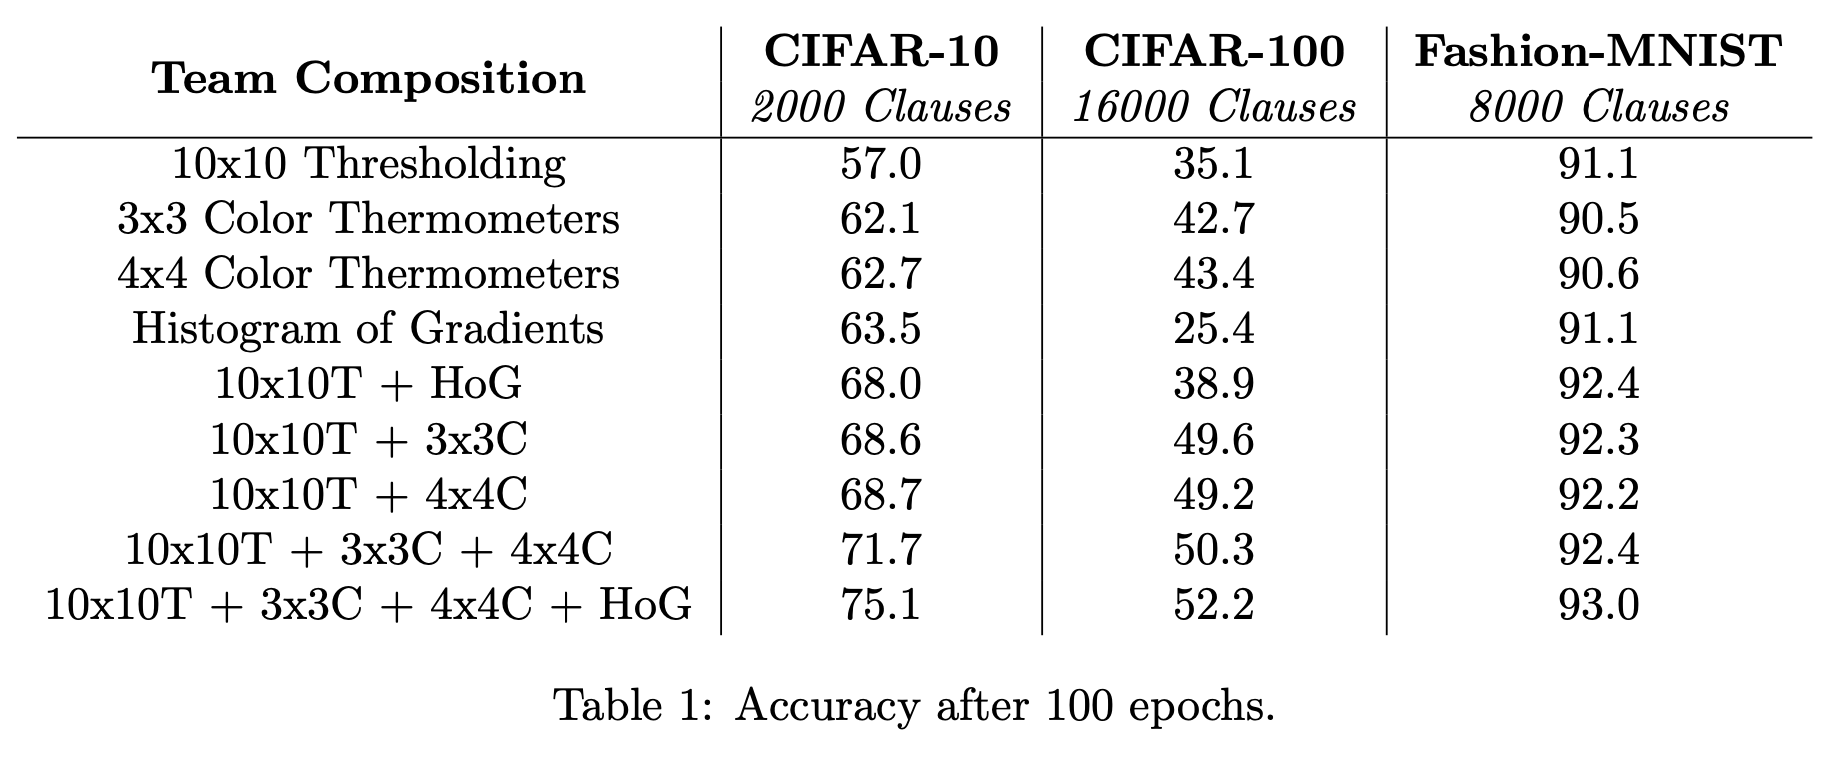 Team Composition CIFAR-10 CIFAR-100 Fashion-MNIST
2000 Clauses 16000 Clauses 8000 Clauses
10x10 Thresholding 57.0 35.1 91.1
3x3 Color Thermometers 62.1 42.7 90.5
4x4 Color Thermometers 62.7 43.4 90.6
Histogram of Gradients 63.5 25.4 91.1
10x10T + HoG 68.0 38.9 92.4
10x10T + 3x3C 68.6 49.6 92.3
10x10T + 4x4C 68.7 49.2 92.2
10x10T + 3x3C + 4x4C 71.7 50.3 92.4
10x10T + 3x3C + 4x4C + HoG 75.1 52.2 93.0
Table 1: Accuracy after 100 epochs.